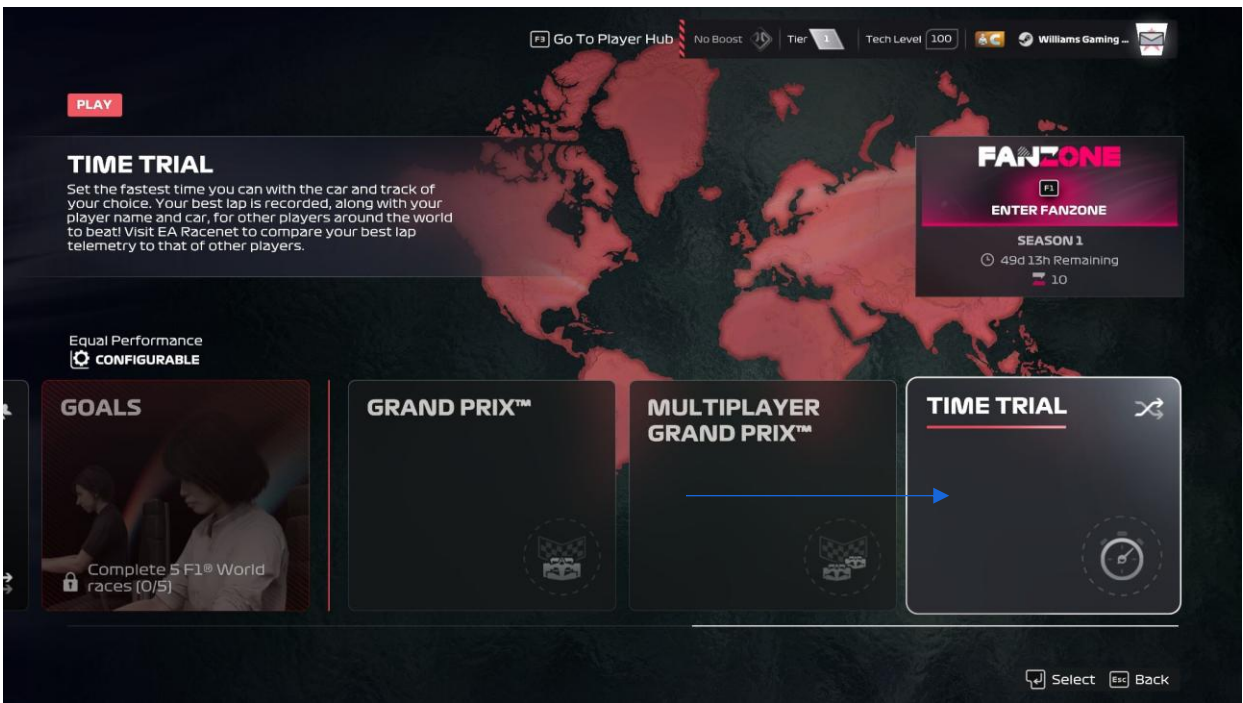 F3 Go To Player Hub
No Boost
Tier 1
Tech Level 100
Williams Gaming ...
PLAY
TIME TRIAL
Set the fastest time you can with the car and track of
your choice. Your best lap is recorded, along with your
player name and car, for other players around the world
to beat! Visit EA Racenet to compare your best lap
telemetry to that of other players.
FANZONE
F1
ENTER FANZONE
SEASON 1
49d 13h Remaining
10
Equal Performance
CONFIGURABLE
GOALS
Complete 5 F1® World
races (0/5)
GRAND PRIX™
MULTIPLAYER
GRAND PRIX™
TIME TRIAL
Select
Esc Back